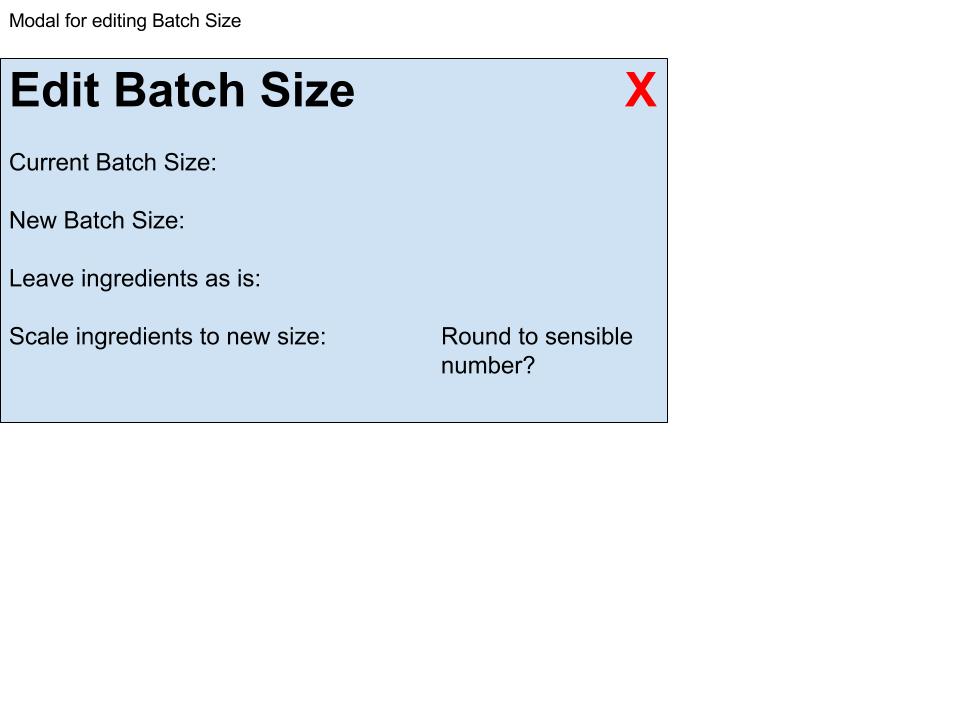 Modal for editing Batch Size
Edit Batch Size X
Current Batch Size:
New Batch Size:
Leave ingredients as is:
Scale ingredients to new size: Round to sensible
number?